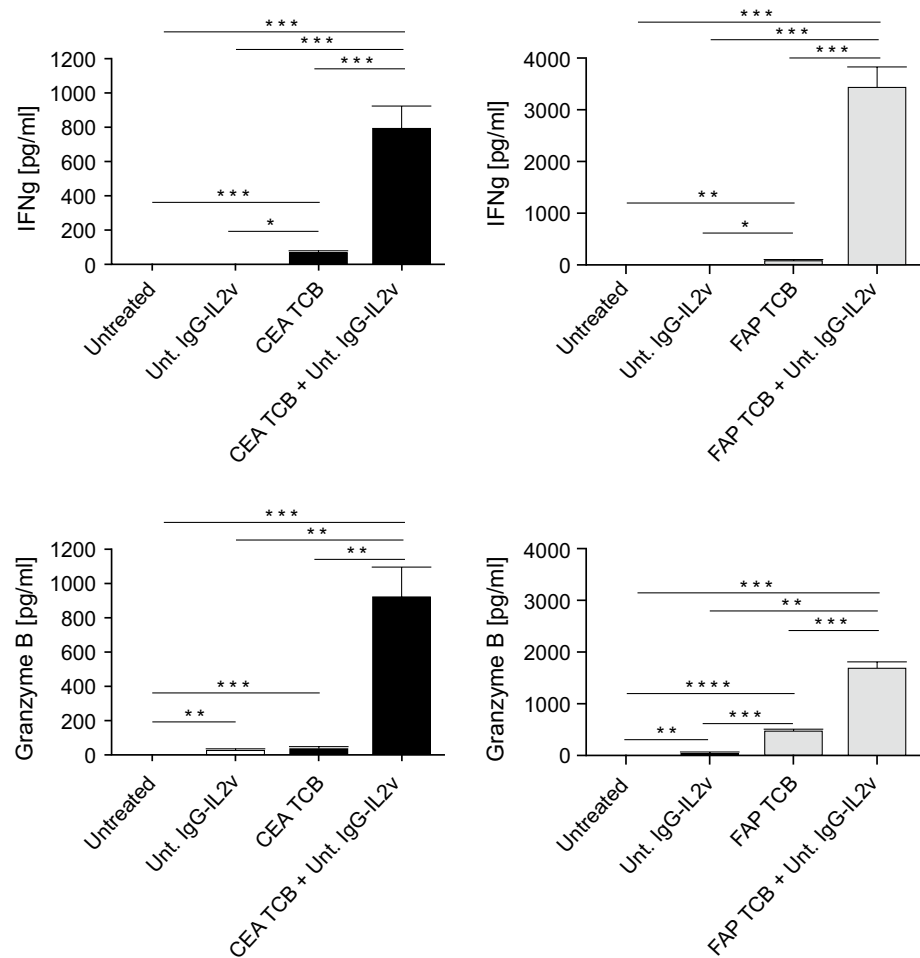 * * *
* * *
* * *
1200
1000
800
600
400
200
0
IFNg [pg/ml]
* * *
*
Untreated
Unt. IgG-IL2v
CEA TCB
CEA TCB + Unt. IgG-IL2v
* * *
* * *
* * *
4000
3000
2000
1000
0
IFNg [pg/ml]
* *
*
Untreated
Unt. IgG-IL2v
FAP TCB
FAP TCB + Unt. IgG-IL2v
* * *
* *
* *
1200
1000
800
600
400
200
0
Granzyme B [pg/ml]
* * *
* *
Untreated
Unt. IgG-IL2v
CEA TCB
CEA TCB + Unt. IgG-IL2v
4000
3000
2000
1000
0
Granzyme B [pg/ml]
* * *
* *
* * *
* * * *
* * *
* *
Untreated
Unt. IgG-IL2v
FAP TCB
FAP TCB + Unt. IgG-IL2v